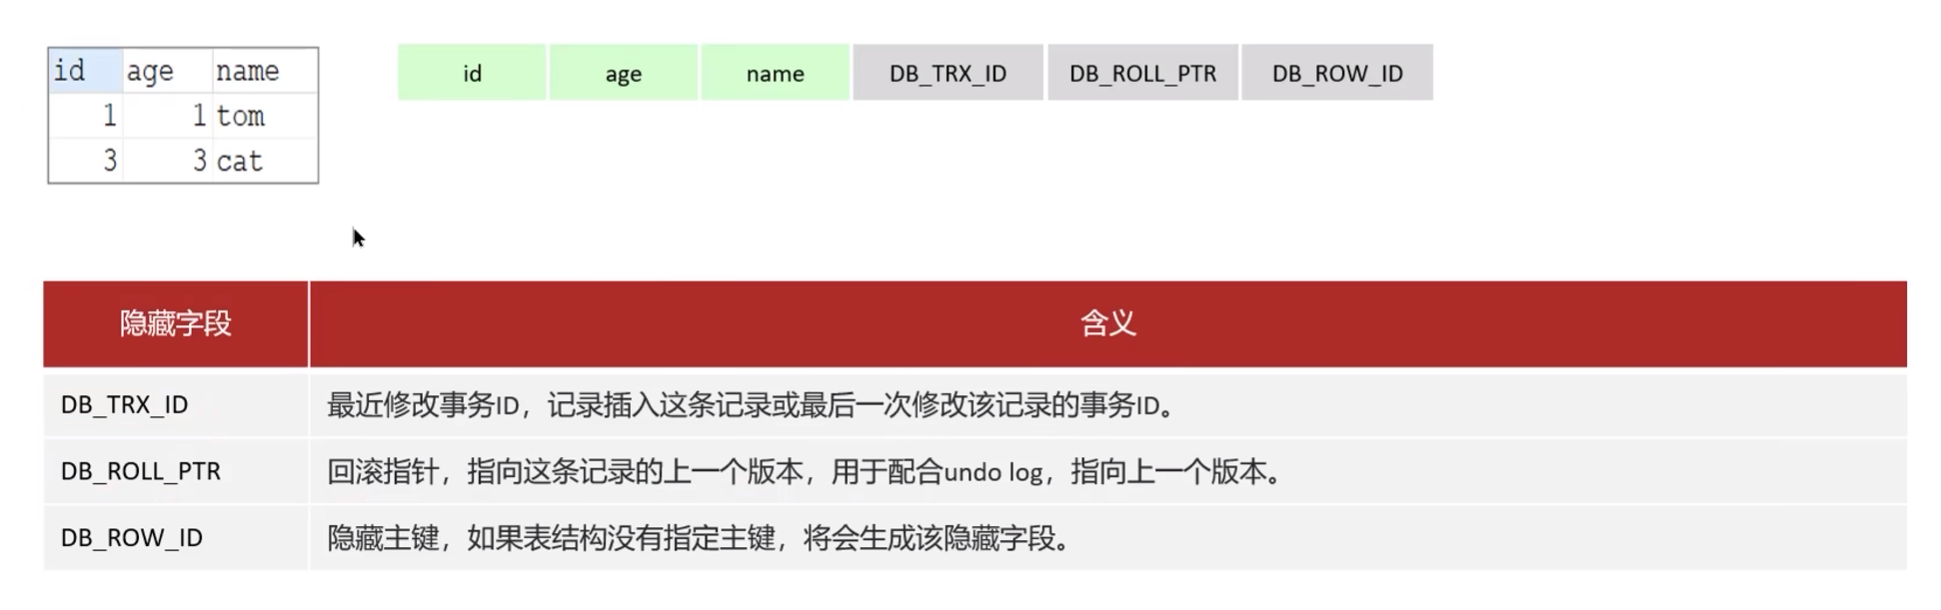 id age name
1 1 tom
3 3 cat
id age name DB_TRX_ID DB_ROLL_PTR DB_ROW_ID
隐藏字段 含义
DB_TRX_ID 最近修改事务ID，记录插入这条记录或最后一次修改该记录的事务ID。
DB_ROLL_PTR 回滚指针，指向这条记录的上一个版本，用于配合undo log，指向上一个版本。
DB_ROW_ID 隐藏主键，如果表结构没有指定主键，将会生成该隐藏字段。